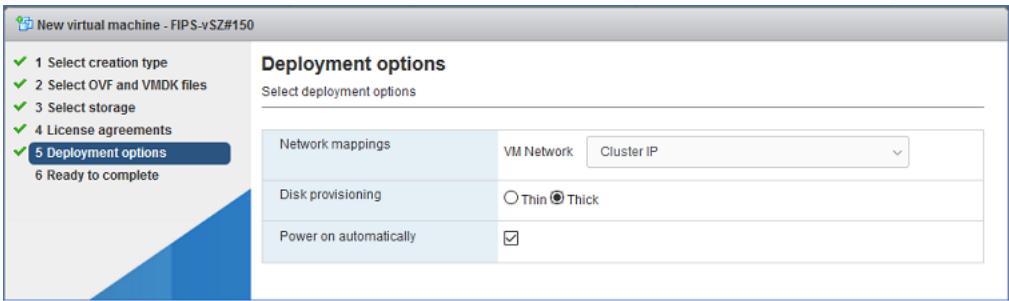 New virtual machine - FIPS-vSZ#150
1 Select creation type
2 Select OVF and VMDK files
3 Select storage
4 License agreements
5 Deployment options
6 Ready to complete
Deployment options
Select deployment options
Network mappings
VM Network Cluster IP
Disk provisioning
Thin Thick
Power on automatically